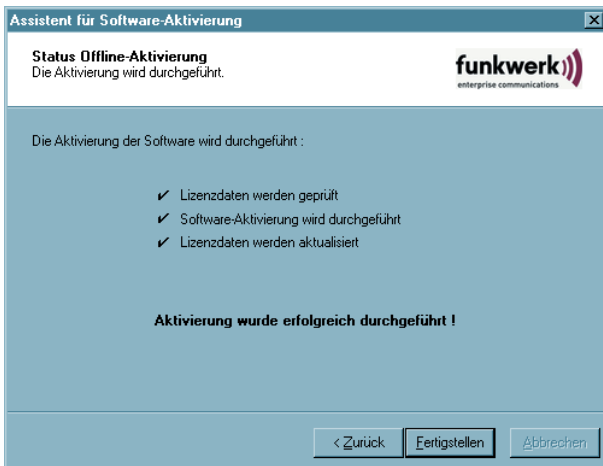 Assistent für Software-Aktivierung
Status Offline-Aktivierung
Die Aktivierung wird durchgeführt.
funkwerk
enterprise communications
Die Aktivierung der Software wird durchgeführt :
✔ Lizenzdaten werden geprüft
✔ Software-Aktivierung wird durchgeführt
✔ Lizenzdaten werden aktualisiert
Aktivierung wurde erfolgreich durchgeführt !
< Zurück Fertigstellen Abbrechen